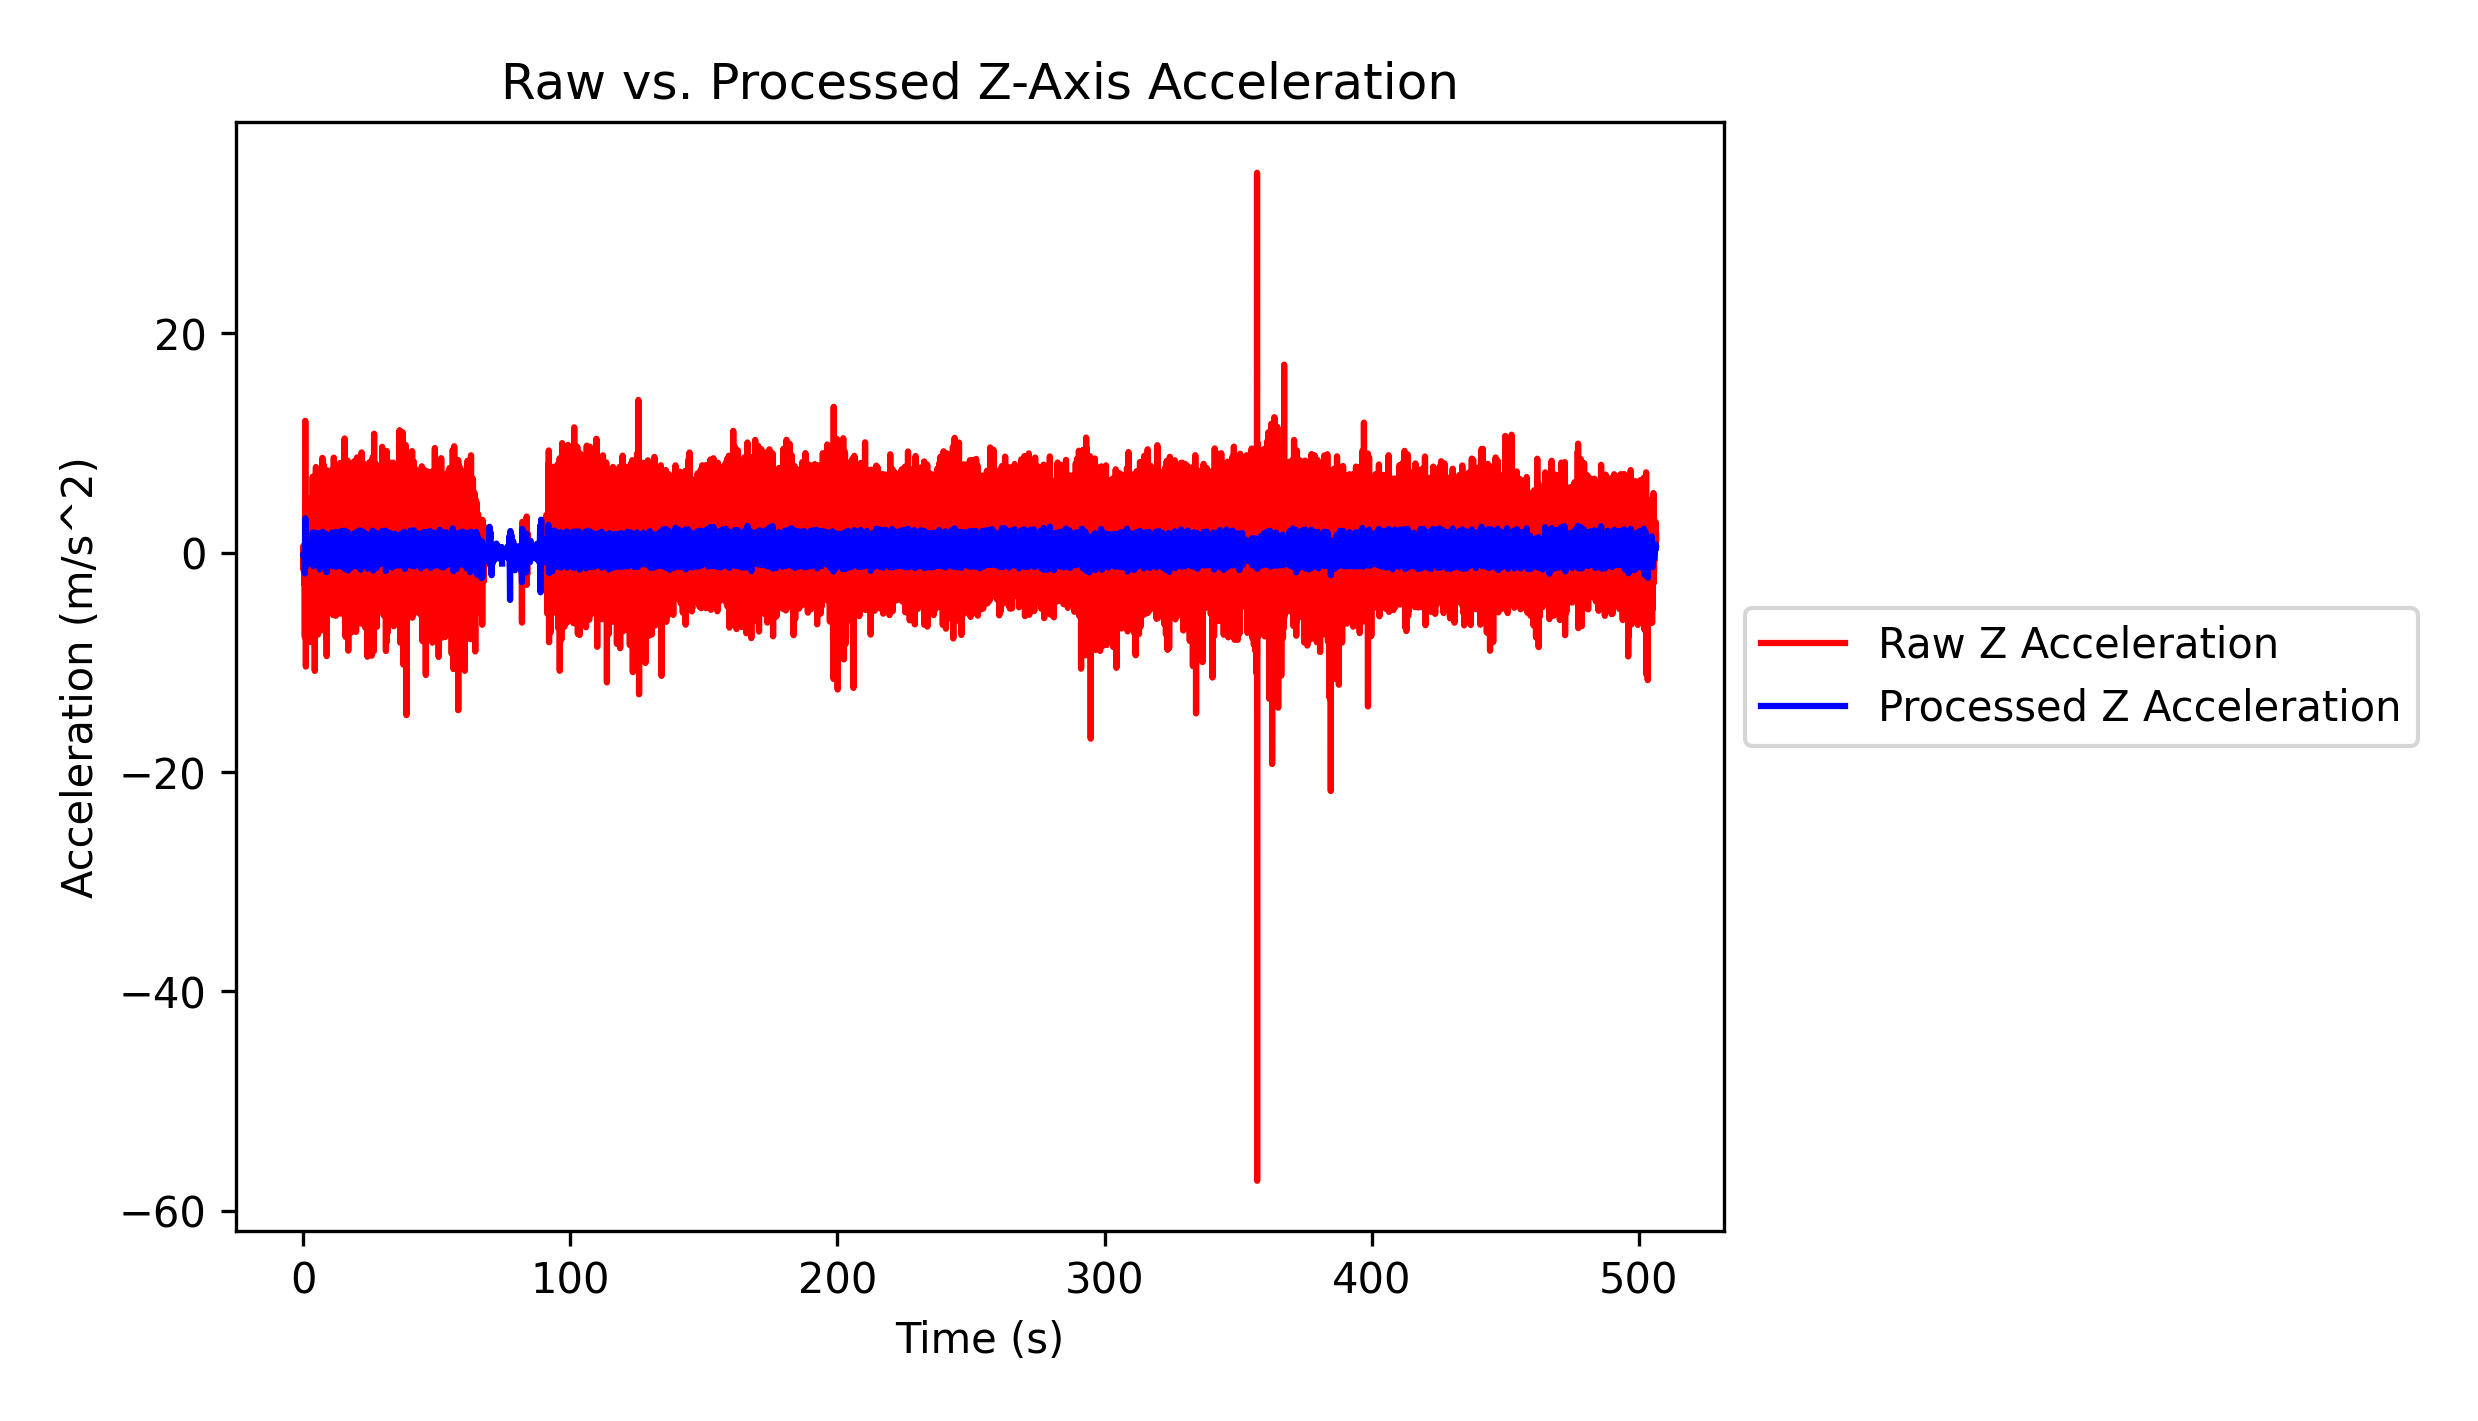 Raw vs. Processed Z-Axis Acceleration
Acceleration (m/s^2)
20
0
−20
−40
−60
0 100 200 300 400 500
Time (s)
Raw Z Acceleration
Processed Z Acceleration